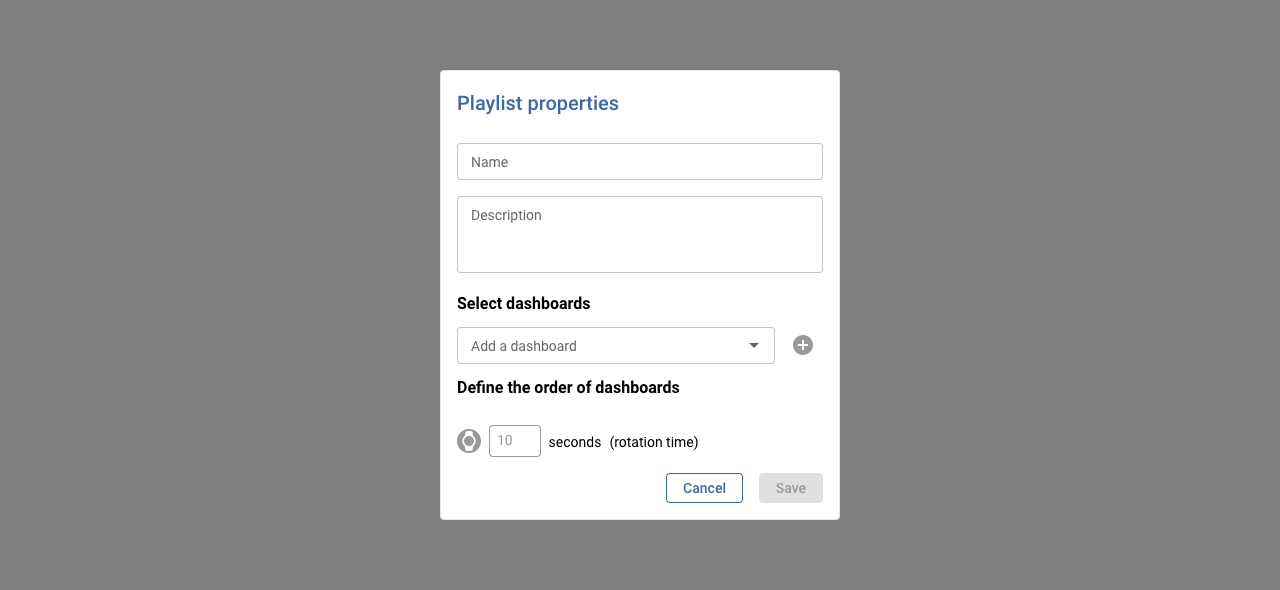 Playlist properties
Name
Description
Select dashboards
Add a dashboard
Define the order of dashboards
10 seconds (rotation time)
Cancel Save